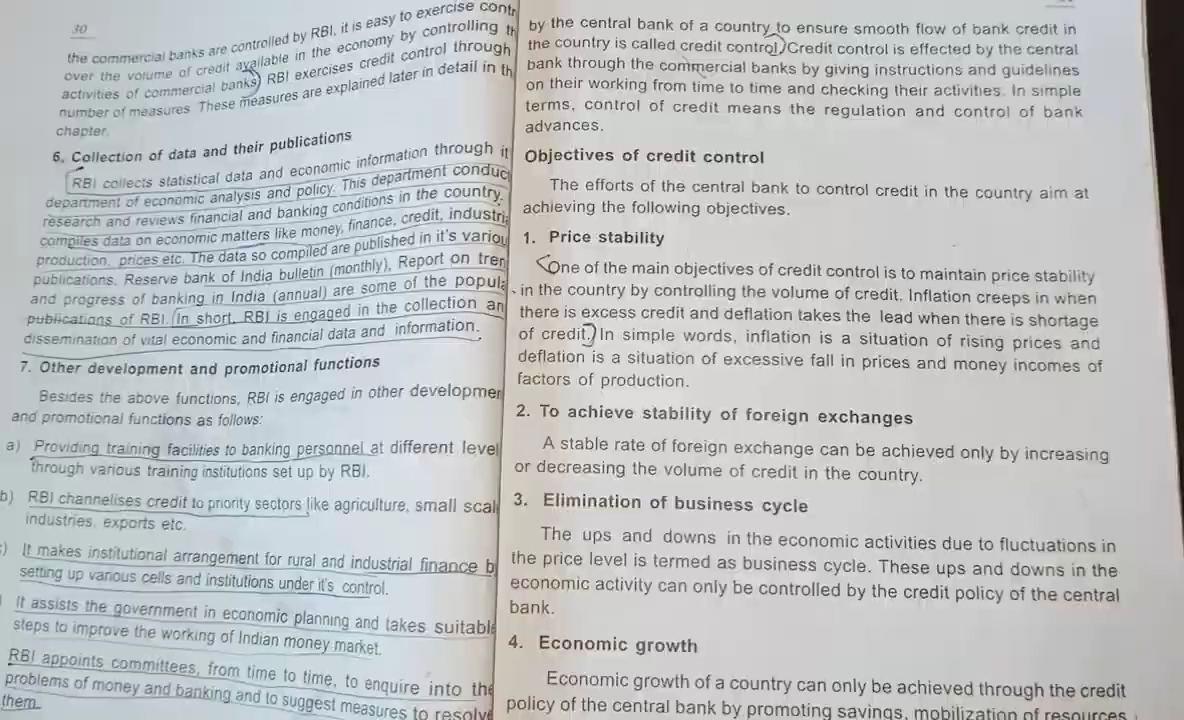 30
the commercial banks are controlled by RBI, it is easy to exercise contr
over the volume of credit available in the economy by controlling th
activities of commercial banks) RBI exercises credit control through
number of measures. These measures are explained later in detail in th
chapter.
6. Collection of data and their publications
RBI collects statistical data and economic information through it
department of economic analysis and policy. This department conduc
research and reviews financial and banking conditions in the country.
compiles data on economic matters like money, finance, credit, industri
production, prices etc. The data so compiled are published in it's variou
publications. Reserve bank of India bulletin (monthly), Report on tren
and progress of banking in India (annual) are some of the popula
publications of RBI. In short, RBI is engaged in the collection an
dissemination of vital economic and financial data and information.
7. Other development and promotional functions
Besides the above functions, RBI is engaged in other developmen
and promotional functions as follows:
a) Providing training facilities to banking personnel at different level
through various training institutions set up by RBI.
b) RBI channelises credit to priority sectors like agriculture, small scal
industries, exports etc.
) It makes institutional arrangement for rural and industrial finance b
setting up various cells and institutions under it's control.
It assists the government in economic planning and takes suitable
steps to improve the working of Indian money market.
RBI appoints committees, from time to time, to enquire into the
problems of money and banking and to suggest measures to resolve
them.
by the central bank of a country to ensure smooth flow of bank credit in
the country is called credit control.) Credit control is effected by the central
bank through the commercial banks by giving instructions and guidelines
on their working from time to time and checking their activities. In simple
terms, control of credit means the regulation and control of bank
advances.
Objectives of credit control
The efforts of the central bank to control credit in the country aim at
achieving the following objectives.
1. Price stability
One of the main objectives of credit control is to maintain price stability
in the country by controlling the volume of credit. Inflation creeps in when
there is excess credit and deflation takes the lead when there is shortage
of credit.) In simple words, inflation is a situation of rising prices and
deflation is a situation of excessive fall in prices and money incomes of
factors of production.
2. To achieve stability of foreign exchanges
A stable rate of foreign exchange can be achieved only by increasing
or decreasing the volume of credit in the country.
3. Elimination of business cycle
The ups and downs in the economic activities due to fluctuations in
the price level is termed as business cycle. These ups and downs in the
economic activity can only be controlled by the credit policy of the central
bank.
4. Economic growth
Economic growth of a country can only be achieved through the credit
policy of the central bank by promoting savings, mobilization of resources